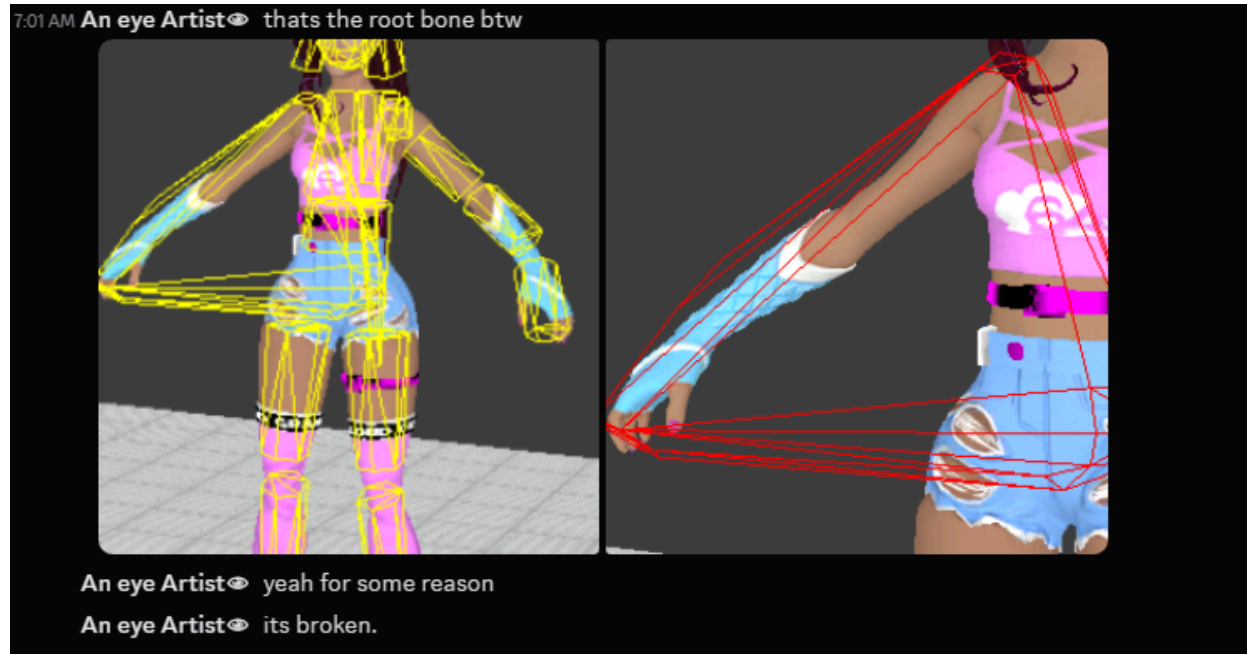 7:01 AM An eye Artist👁 thats the root bone btw
An eye Artist👁 yeah for some reason
An eye Artist👁 its broken.